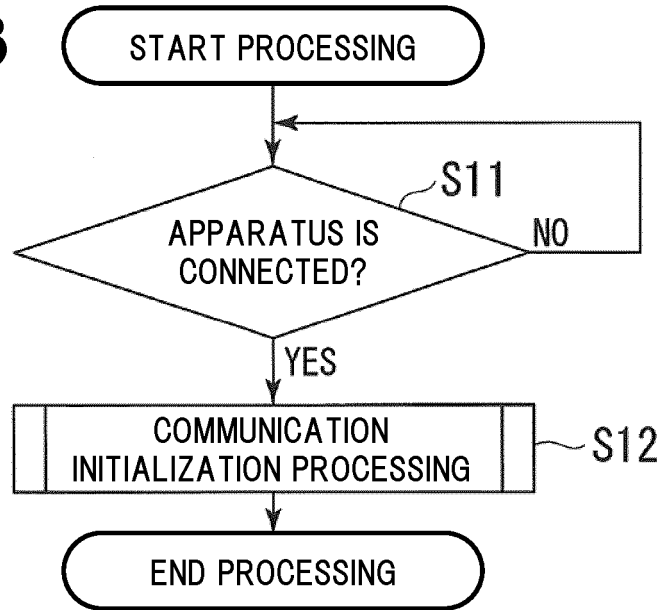 START PROCESSING
S11
APPARATUS IS
CONNECTED?
NO
YES
COMMUNICATION
INITIALIZATION PROCESSING
S12
END PROCESSING